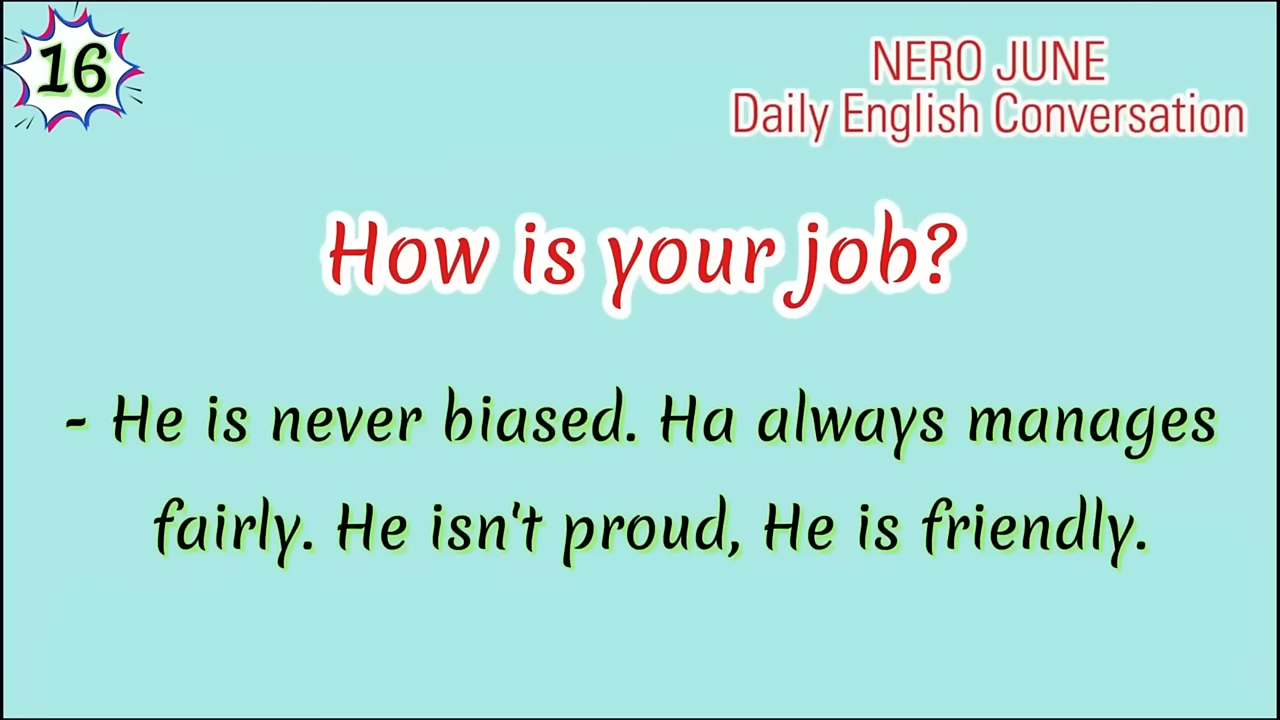 16
NERO JUNE
Daily English Conversation
How is your job?
- He is never biased. Ha always manages
fairly. He isn't proud, He is friendly.